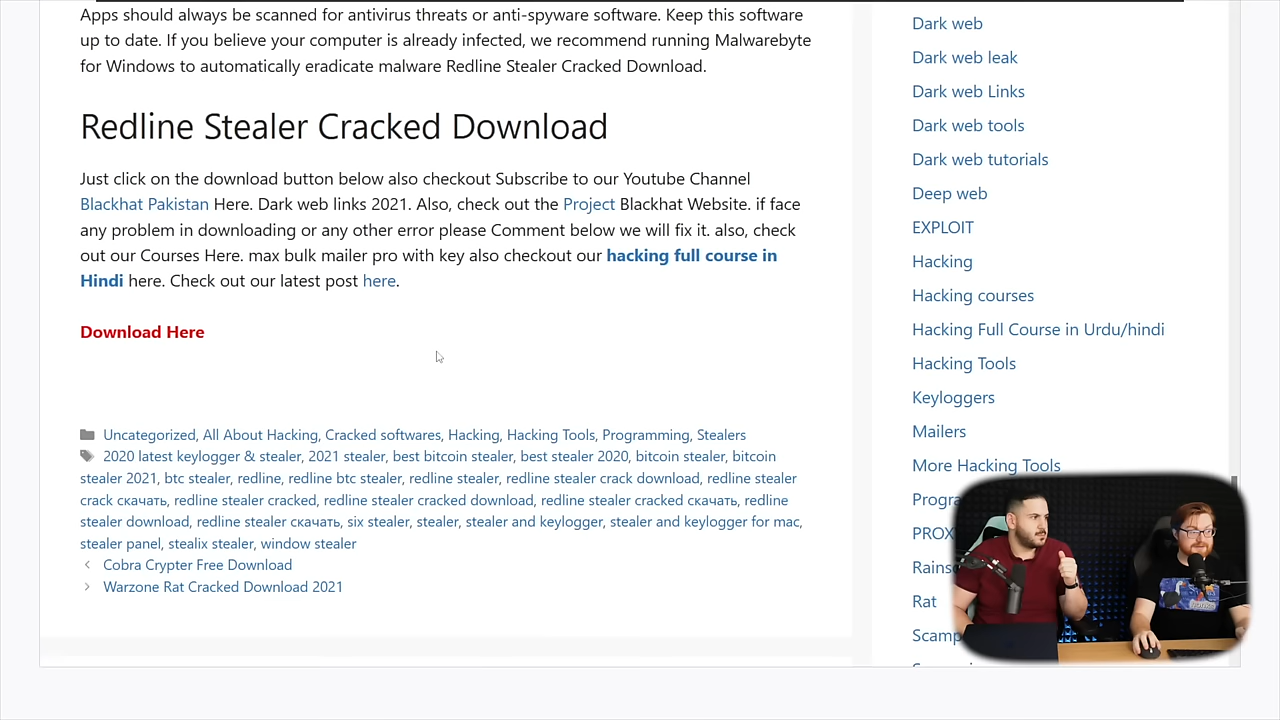 Apps should always be scanned for antivirus threats or anti-spyware software. Keep this software
up to date. If you believe your computer is already infected, we recommend running Malwarebyte
for Windows to automatically eradicate malware Redline Stealer Cracked Download.
Redline Stealer Cracked Download
Just click on the download button below also checkout Subscribe to our Youtube Channel
Blackhat Pakistan Here. Dark web links 2021. Also, check out the Project Blackhat Website. if face
any problem in downloading or any other error please Comment below we will fix it. also, check
out our Courses Here. max bulk mailer pro with key also checkout our hacking full course in
Hindi here. Check out our latest post here.
Download Here
Uncategorized, All About Hacking, Cracked softwares, Hacking, Hacking Tools, Programming, Stealers
2020 latest keylogger & stealer, 2021 stealer, best bitcoin stealer, best stealer 2020, bitcoin stealer, bitcoin
stealer 2021, btc stealer, redline, redline btc stealer, redline stealer, redline stealer crack download, redline stealer
crack скачать, redline stealer cracked, redline stealer cracked download, redline stealer cracked скачать, redline
stealer download, redline stealer скачать, six stealer, stealer, stealer and keylogger, stealer and keylogger for mac,
stealer panel, stealix stealer, window stealer
Cobra Crypter Free Download
Warzone Rat Cracked Download 2021
Dark web
Dark web leak
Dark web Links
Dark web tools
Dark web tutorials
Deep web
EXPLOIT
Hacking
Hacking courses
Hacking Full Course in Urdu/hindi
Hacking Tools
Keyloggers
Mailers
More Hacking Tools
Progra
PROX
Rans
Rat
Scamp